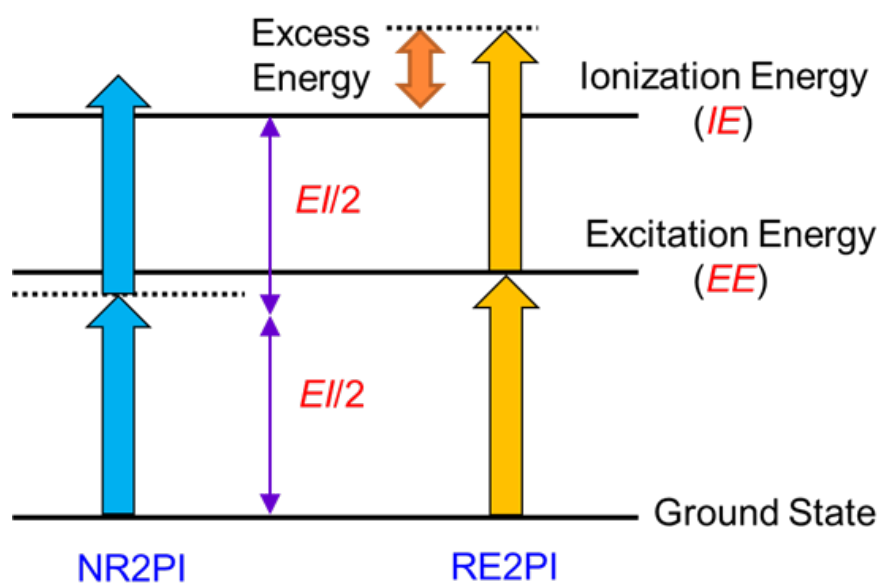 Excess
Energy
Ionization Energy
(IE)
EI/2
Excitation Energy
(EE)
EI/2
Ground State
NR2PI
RE2PI